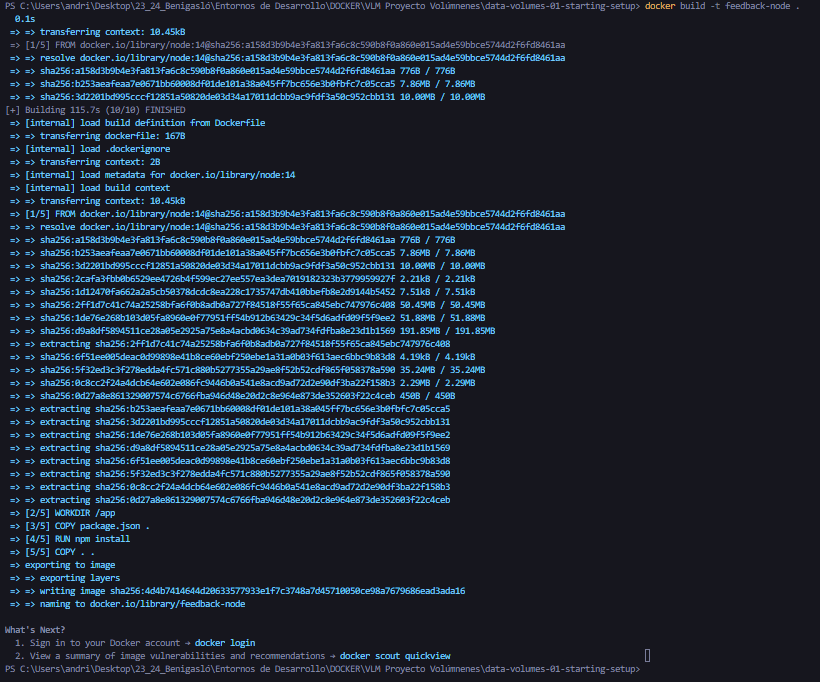 PS C:\Users\andri\Desktop\23_24_Benigasló\Entornos de Desarrollo\DOCKER\VLM Proyecto Volúmnenes\data-volumes-01-starting-setup> docker build -t feedback-node .
0.1s
=> => transferring context: 10.45kB
=> [1/5] FROM docker.io/library/node:14@sha256:a158d3b9b4e3fa813fa6c8c590b8f0a860e015ad4e59bbce5744d2f6fd8461aa
=> => resolve docker.io/library/node:14@sha256:a158d3b9b4e3fa813fa6c8c590b8f0a860e015ad4e59bbce5744d2f6fd8461aa
=> => sha256:a158d3b9b4e3fa813fa6c8c590b8f0a860e015ad4e59bbce5744d2f6fd8461aa 776B / 776B
=> => sha256:b253aeafeaa7e0671bb60008df01de101a38a045ff7bc656e3b0fbfc7c05cca5 7.86MB / 7.86MB
=> => sha256:3d2201bd995cccf12851a50820de03d34a17011dcbb9ac9fdf3a50c952cbb131 10.00MB / 10.00MB
[+] Building 115.7s (10/10) FINISHED
=> [internal] load build definition from Dockerfile
=> => transferring dockerfile: 167B
=> [internal] load .dockerignore
=> => transferring context: 2B
=> [internal] load metadata for docker.io/library/node:14
=> [internal] load build context
=> => transferring context: 10.45kB
=> [1/5] FROM docker.io/library/node:14@sha256:a158d3b9b4e3fa813fa6c8c590b8f0a860e015ad4e59bbce5744d2f6fd8461aa
=> => resolve docker.io/library/node:14@sha256:a158d3b9b4e3fa813fa6c8c590b8f0a860e015ad4e59bbce5744d2f6fd8461aa
=> => sha256:a158d3b9b4e3fa813fa6c8c590b8f0a860e015ad4e59bbce5744d2f6fd8461aa 776B / 776B
=> => sha256:b253aeafeaa7e0671bb60008df01de101a38a045ff7bc656e3b0fbfc7c05cca5 7.86MB / 7.86MB
=> => sha256:3d2201bd995cccf12851a50820de03d34a17011dcbb9ac9fdf3a50c952cbb131 10.00MB / 10.00MB
=> => sha256:2cafa3fbb0b6529ee4726b4f599ec27ee557ea3dea7019182323b3779959927f 2.21kB / 2.21kB
=> => sha256:1d12470fa662a2a5cb50378dcdc8ea228c1735747db410bbefb8e2d9144b5452 7.51kB / 7.51kB
=> => sha256:2ff1d7c41c74a25258bfa6f0b8adb0a727f84518f55f65ca845ebc747976c408 50.45MB / 50.45MB
=> => sha256:1de76e268b103d05fa8960e0f77951ff54b912b63429c34f5d6adfd09f5f9ee2 51.88MB / 51.88MB
=> => sha256:d9a8df5894511ce28a05e2925a75e8a4acbd0634c39ad734fdfba8e23d1b1569 191.85MB / 191.85MB
=> => extracting sha256:2ff1d7c41c74a25258bfa6f0b8adb0a727f84518f55f65ca845ebc747976c408
=> => sha256:6f51ee005deac0d99898e41b8ce60ebf250ebe1a31a0b03f613aec6bbc9b83d8 4.19kB / 4.19kB
=> => sha256:5f32ed3c3f278edda4fc571c880b5277355a29ae8f52b52cdf865f058378a590 35.24MB / 35.24MB
=> => sha256:0c8cc2f24a4dcb64e602e086fc9446b0a541e8acd9ad72d2e90df3ba22f158b3 2.29MB / 2.29MB
=> => sha256:0d27a8e861329007574c6766fba946d48e20d2c8e964e873de352603f22c4ceb 450B / 450B
=> => extracting sha256:b253aeafeaa7e0671bb60008df01de101a38a045ff7bc656e3b0fbfc7c05cca5
=> => extracting sha256:3d2201bd995cccf12851a50820de03d34a17011dcbb9ac9fdf3a50c952cbb131
=> => extracting sha256:1de76e268b103d05fa8960e0f77951ff54b912b63429c34f5d6adfd09f5f9ee2
=> => extracting sha256:d9a8df5894511ce28a05e2925a75e8a4acbd0634c39ad734fdfba8e23d1b1569
=> => extracting sha256:6f51ee005deac0d99898e41b8ce60ebf250ebe1a31a0b03f613aec6bbc9b83d8
=> => extracting sha256:5f32ed3c3f278edda4fc571c880b5277355a29ae8f52b52cdf865f058378a590
=> => extracting sha256:0c8cc2f24a4dcb64e602e086fc9446b0a541e8acd9ad72d2e90df3ba22f158b3
=> => extracting sha256:0d27a8e861329007574c6766fba946d48e20d2c8e964e873de352603f22c4ceb
=> [2/5] WORKDIR /app
=> [3/5] COPY package.json .
=> [4/5] RUN npm install
=> [5/5] COPY . .
=> exporting to image
=> => exporting layers
=> => writing image sha256:4d4b7414644d20633577933e1f7c3748a7d45710050ce98a7679686ead3ada16
=> => naming to docker.io/library/feedback-node
What's Next?
1. Sign in to your Docker account → docker login
2. View a summary of image vulnerabilities and recommendations → docker scout quickview
PS C:\Users\andri\Desktop\23_24_Benigasló\Entornos de Desarrollo\DOCKER\VLM Proyecto Volúmnenes\data-volumes-01-starting-setup>